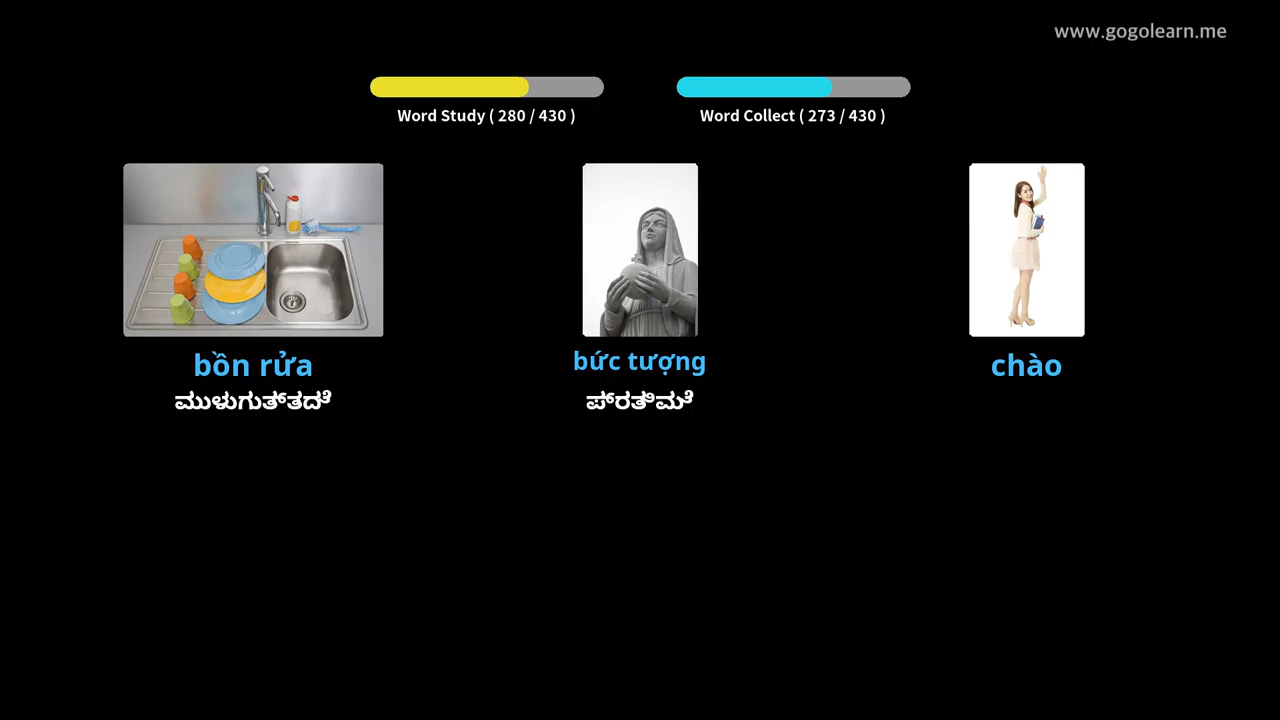 www.gogolearn.me
Word Study ( 280 / 430 )
Word Collect ( 273 / 430 )
bồn rửa
ಮುಳುಗುತ್ತದೆ
bức tượng
ಪ್ರತಿಮೆ
chào